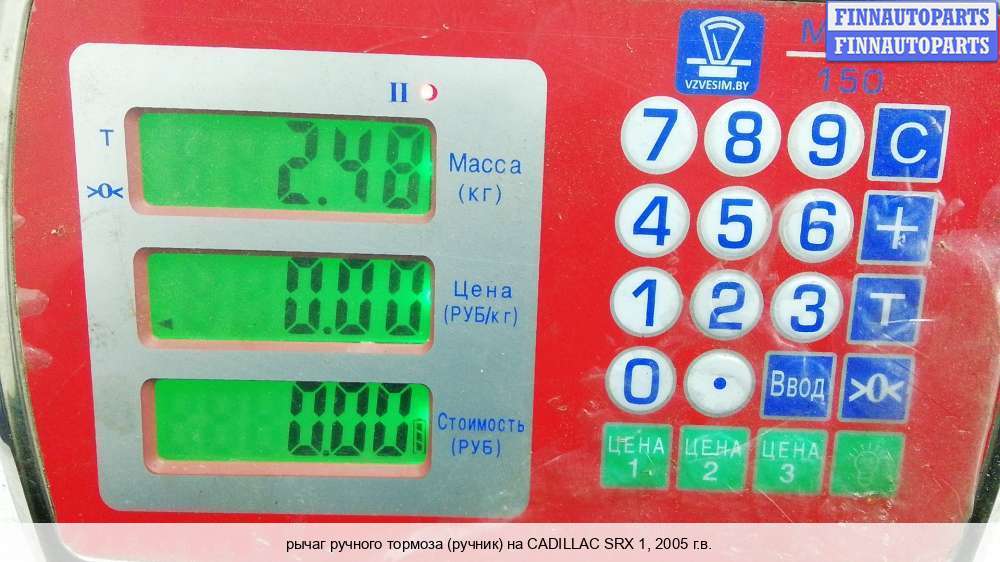 FINNAUTOPARTS
FINNAUTOPARTS
VZVESIM.BY
150
II
T
>0<
2.48
Масса
(кг)
0.00
Цена
(РУБ/кг)
0.00
Стоимость
(РУБ)
7 8 9 C
4 5 6 +
1 2 3 T
0 . Ввод >0<
ЦЕНА 1 ЦЕНА 2 ЦЕНА 3
рычаг ручного тормоза (ручник) на CADILLAC SRX 1, 2005 г.в.